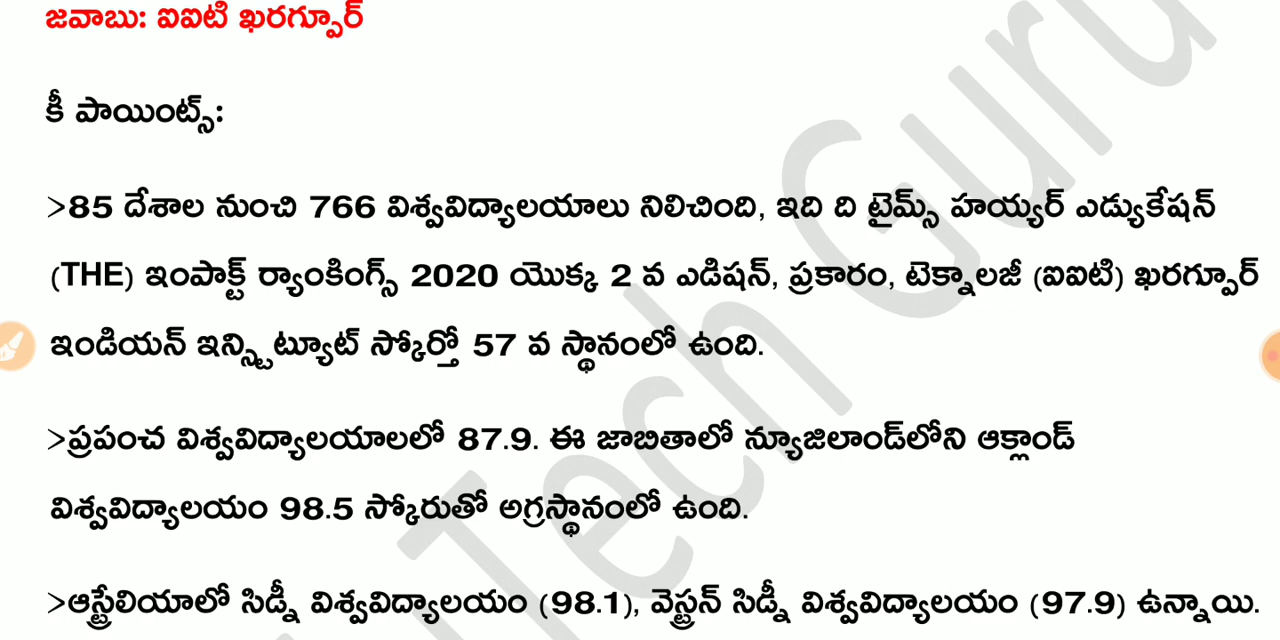 జవాబు: ఐఐటి ఖరగ్పూర్
కీ పాయింట్స్:
>85 దేశాల నుంచి 766 విశ్వవిద్యాలయాలు నిలిచింది, ఇది ది టైమ్స్ హయ్యర్ ఎడ్యుకేషన్
(THE) ఇంపాక్ట్ ర్యాంకింగ్స్ 2020 యొక్క 2 వ ఎడిషన్, ప్రకారం, టెక్నాలజీ (ఐఐటి) ఖరగ్పూర్
ఇండియన్ ఇన్స్టిట్యూట్ స్కోర్తో 57 వ స్థానంలో ఉంది.
>ప్రపంచ విశ్వవిద్యాలయాలలో 87.9. ఈ జాబితాలో న్యూజిలాండ్‌లోని ఆక్లాండ్
విశ్వవిద్యాలయం 98.5 స్కోరుతో అగ్రస్థానంలో ఉంది.
>ఆస్ట్రేలియాలో సిడ్నీ విశ్వవిద్యాలయం (98.1), వెస్ట్రన్ సిడ్నీ విశ్వవిద్యాలయం (97.9) ఉన్నాయి.
Tech Guru